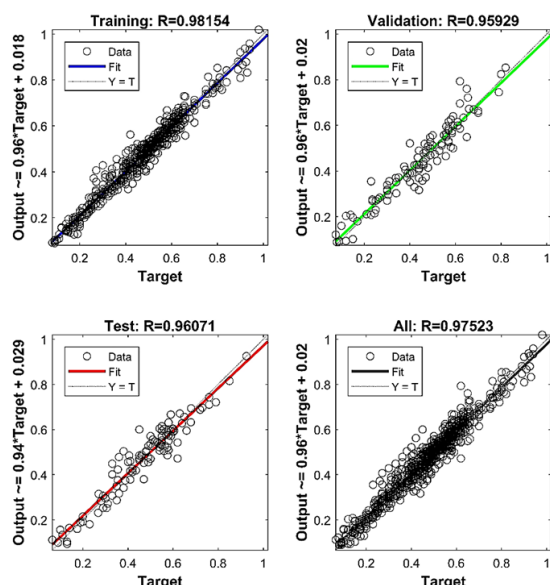 Training: R=0.98154
Output ~= 0.96*Target + 0.018
1
0.8
0.6
0.4
0.2
Data
Fit
Y = T
0.2 0.4 0.6 0.8 1
Target
Validation: R=0.95929
Output ~= 0.96*Target + 0.02
1
0.8
0.6
0.4
0.2
Data
Fit
Y = T
0.2 0.4 0.6 0.8 1
Target
Test: R=0.96071
Output ~= 0.94*Target + 0.029
1
0.8
0.6
0.4
0.2
Data
Fit
Y = T
0.2 0.4 0.6 0.8 1
Target
All: R=0.97523
Output ~= 0.96*Target + 0.02
1
0.8
0.6
0.4
0.2
Data
Fit
Y = T
0.2 0.4 0.6 0.8 1
Target